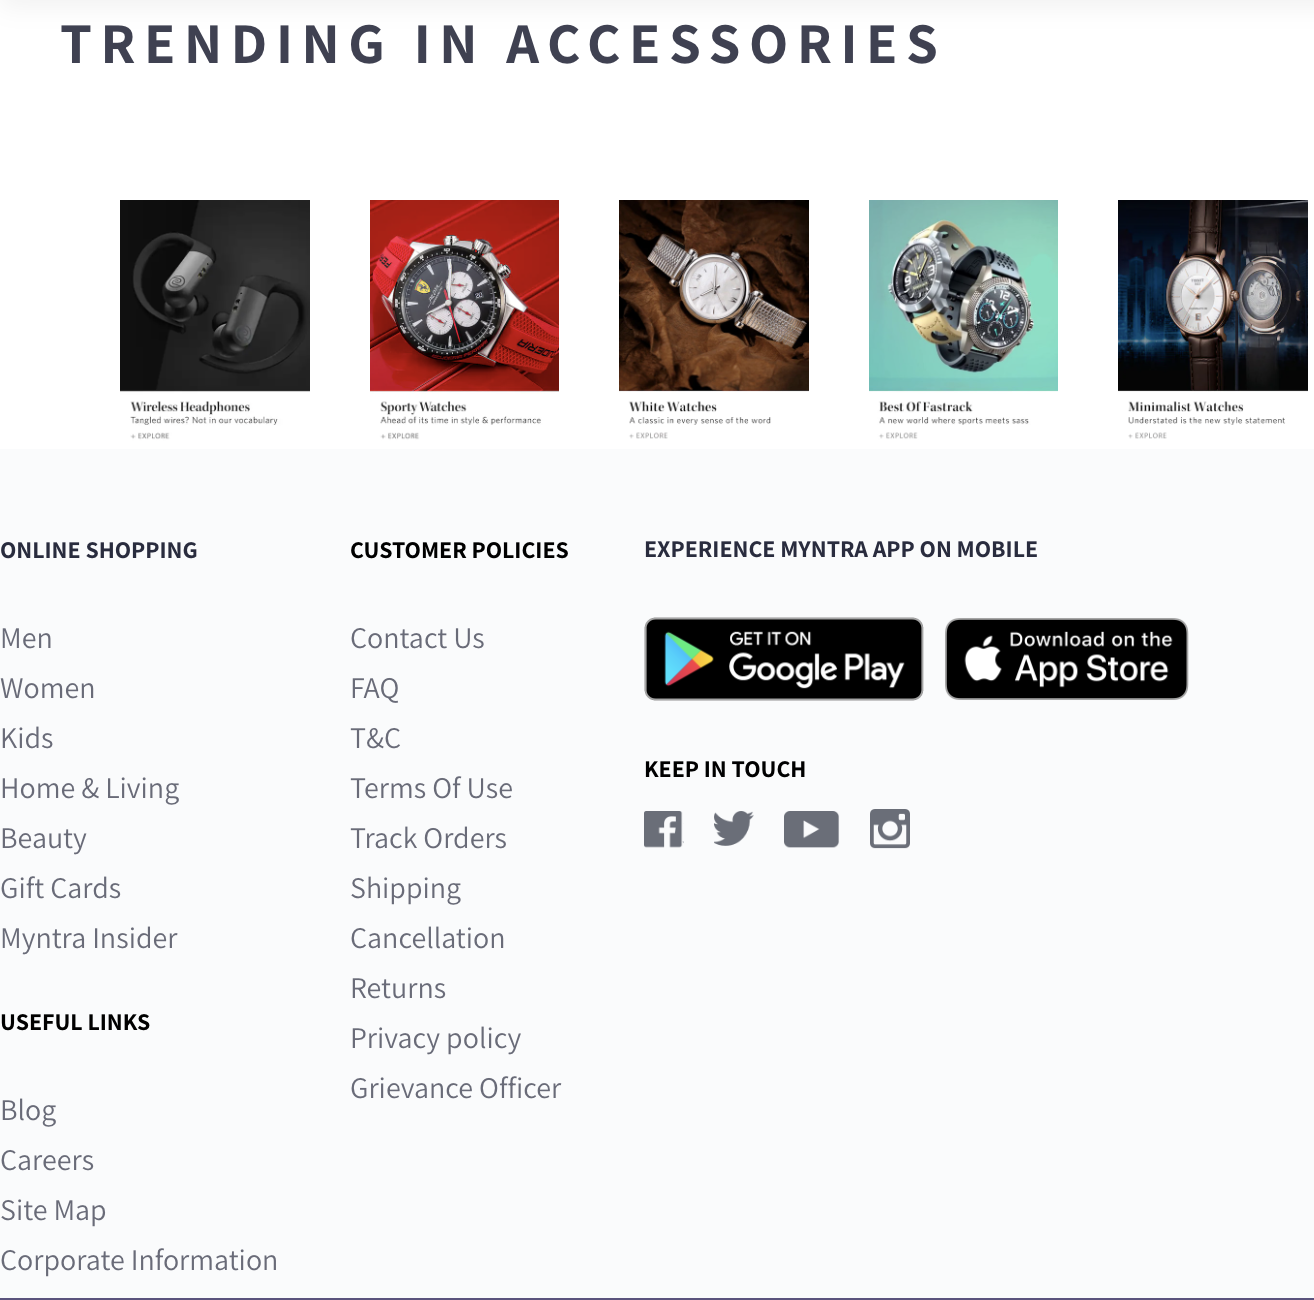 TRENDING IN ACCESSORIES
Wireless Headphones
Tangled wires? Not in our vocabulary
+ EXPLORE
Sporty Watches
Ahead of its time in style & performance
+ EXPLORE
White Watches
A classic in every sense of the word
+ EXPLORE
Best Of Fastrack
A new world where sports meets sass
+ EXPLORE
Minimalist Watches
Understated is the new style statement
+ EXPLORE
ONLINE SHOPPING
Men
Women
Kids
Home & Living
Beauty
Gift Cards
Myntra Insider
USEFUL LINKS
Blog
Careers
Site Map
Corporate Information
CUSTOMER POLICIES
Contact Us
FAQ
T&C
Terms Of Use
Track Orders
Shipping
Cancellation
Returns
Privacy policy
Grievance Officer
EXPERIENCE MYNTRA APP ON MOBILE
GET IT ON
Google Play
Download on the
App Store
KEEP IN TOUCH